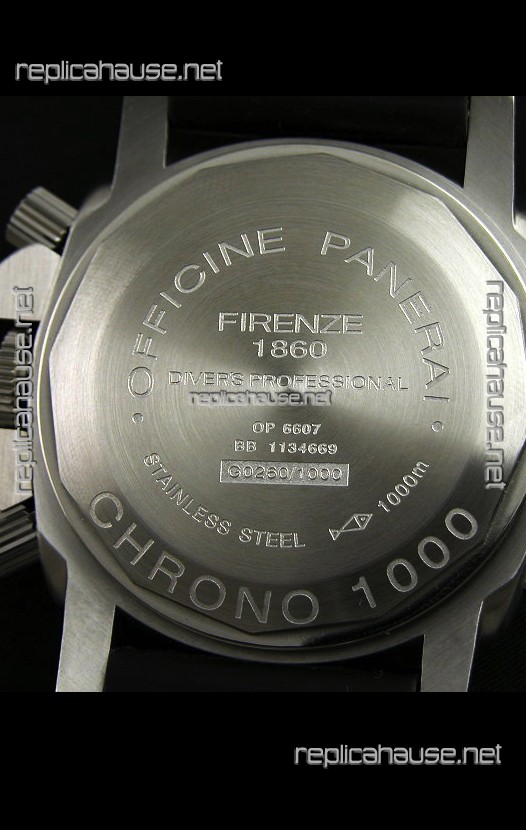 replicahause.net
OFFICINE PANERAI
FIRENZE
1860
DIVER'S PROFESSIONAL
replicahause.net
OP 6607
BB 1134669
G0260/1000
STAINLESS STEEL 1000m
CHRONO 1000
replicahause.net
replicahause.net
replicahause.net